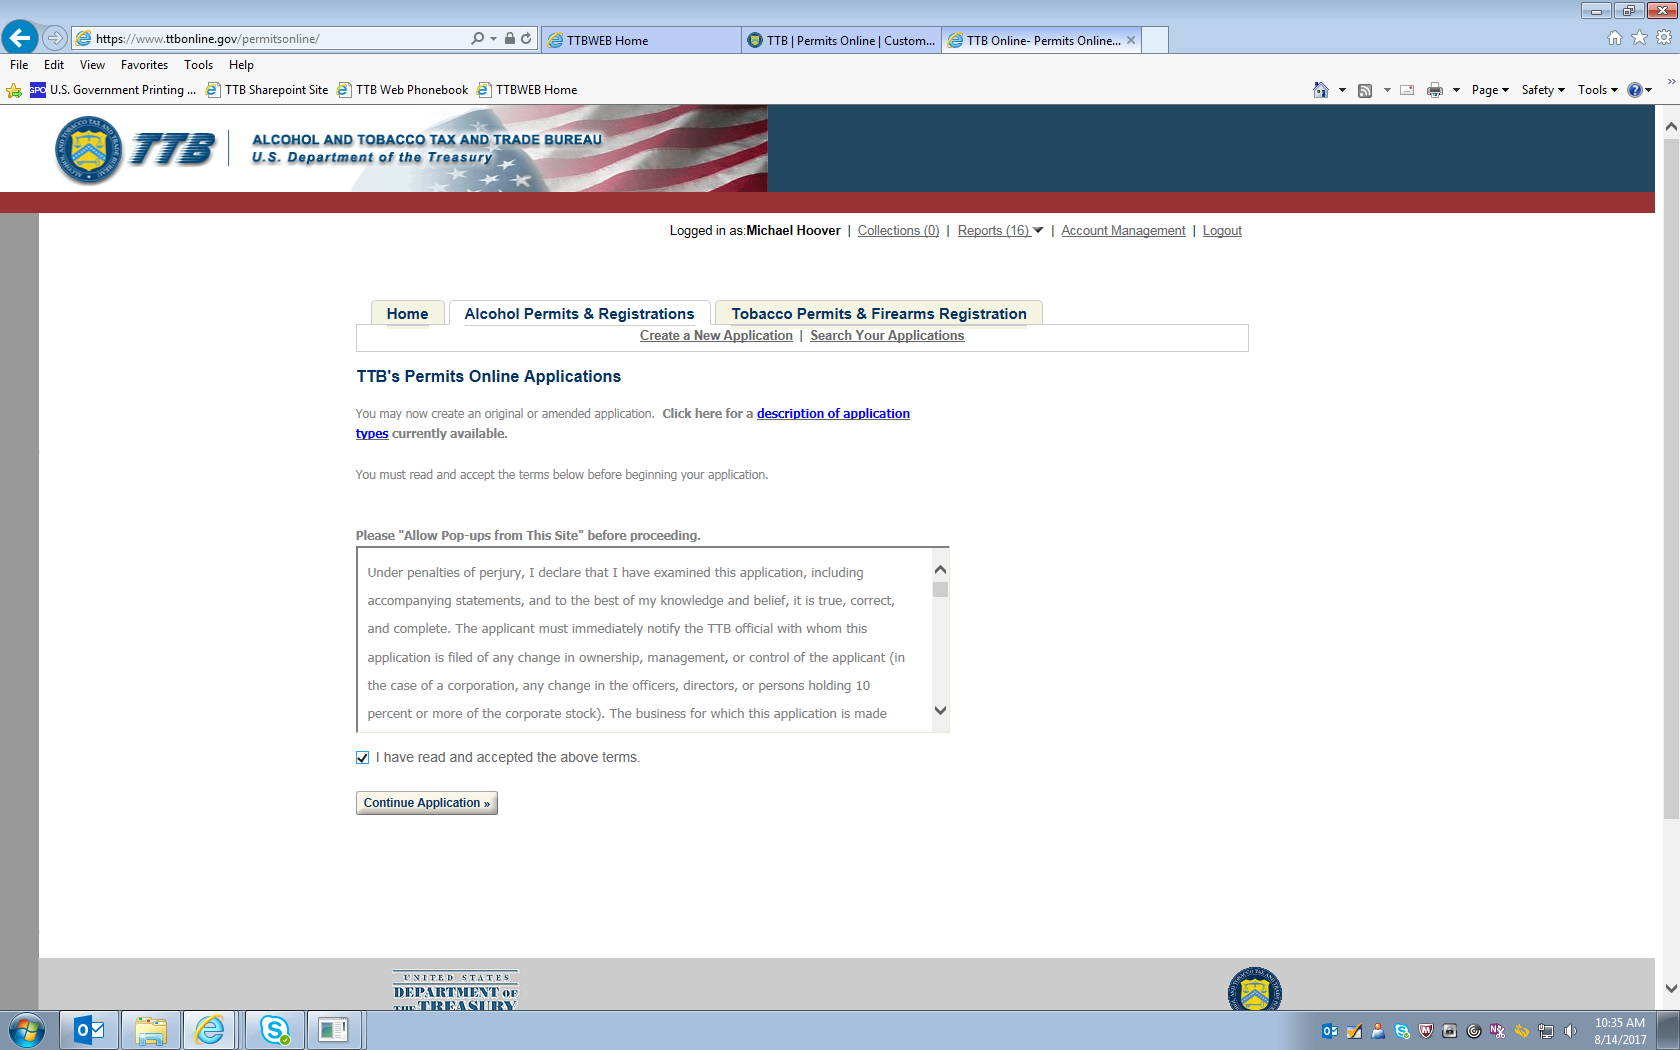 https://www.ttbonline.gov/permitsonline/
TTBWEB Home
TTB | Permits Online | Custom...
TTB Online- Permits Online...
File Edit View Favorites Tools Help
GPO U.S. Government Printing ... TTB Sharepoint Site TTB Web Phonebook TTBWEB Home
Page Safety Tools
TTB
ALCOHOL AND TOBACCO TAX AND TRADE BUREAU
U.S. Department of the Treasury
Logged in as:Michael Hoover | Collections (0) | Reports (16) | Account Management | Logout
Home Alcohol Permits & Registrations Tobacco Permits & Firearms Registration
Create a New Application | Search Your Applications
TTB's Permits Online Applications
You may now create an original or amended application. Click here for a description of application
types currently available.
You must read and accept the terms below before beginning your application.
Please "Allow Pop-ups from This Site" before proceeding.
Under penalties of perjury, I declare that I have examined this application, including
accompanying statements, and to the best of my knowledge and belief, it is true, correct,
and complete. The applicant must immediately notify the TTB official with whom this
application is filed of any change in ownership, management, or control of the applicant (in
the case of a corporation, any change in the officers, directors, or persons holding 10
percent or more of the corporate stock). The business for which this application is made
I have read and accepted the above terms.
Continue Application »
UNITED STATES
DEPARTMENT OF
THE TREASURY
10:35 AM
8/14/2017